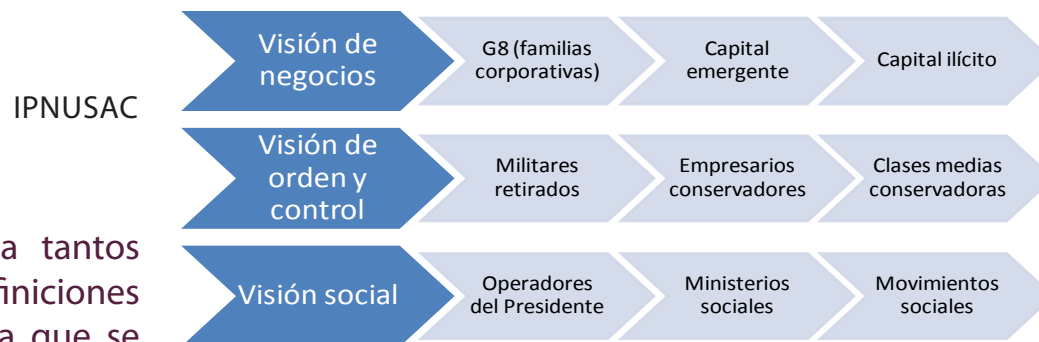 IPNUSAC
a tantos
finiciones
a que se
Visión de
negocios
G8 (familias
corporativas)
Capital
emergente
Capital ilícito
Visión de
orden y
control
Militares
retirados
Empresarios
conservadores
Clases medias
conservadoras
Visión social
Operadores
del Presidente
Ministerios
sociales
Movimientos
sociales